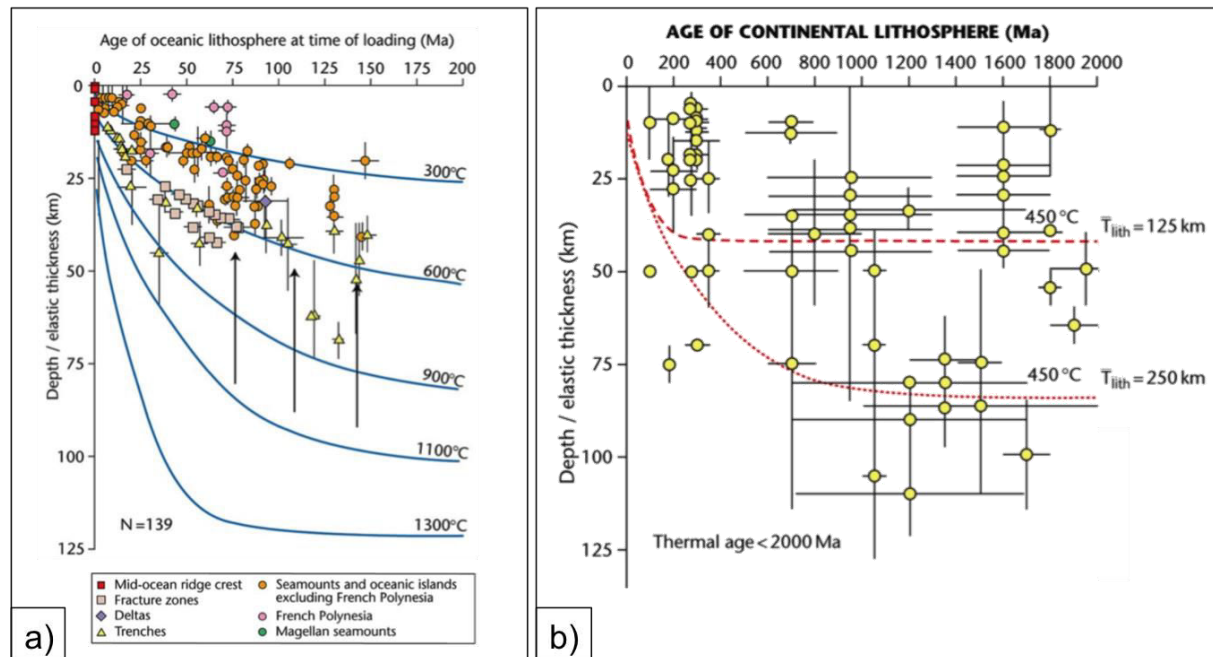 Age of oceanic lithosphere at time of loading (Ma)
0 25 50 75 100 125 150 175 200
Depth / elastic thickness (km)
0
25
50
75
100
125
300°C
600°C
900°C
1100°C
1300°C
N=139
Mid-ocean ridge crest
Fracture zones
Deltas
Trenches
Seamounts and oceanic islands
excluding French Polynesia
French Polynesia
Magellan seamounts
a)
AGE OF CONTINENTAL LITHOSPHERE (Ma)
0 200 400 600 800 1000 1200 1400 1600 1800 2000
Depth / elastic thickness (km)
0
25
50
75
100
125
450 °C
T̅lith = 125 km
450 °C
T̅lith = 250 km
Thermal age < 2000 Ma
b)